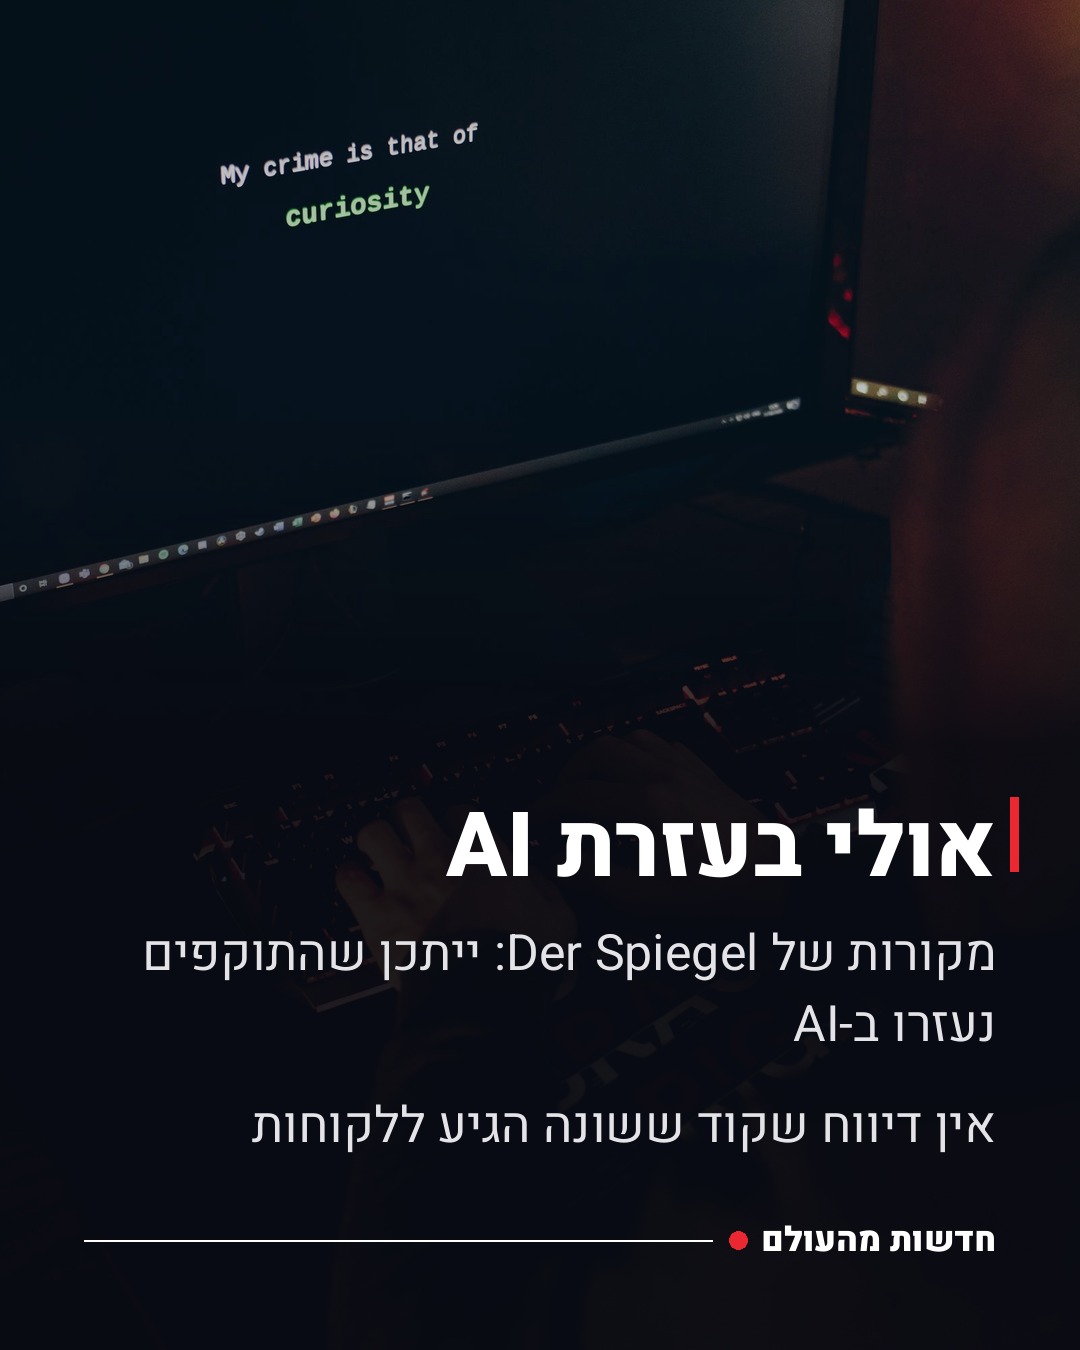 My crime is that of
curiosity
אולי בעזרת AI
מקורות של Der Spiegel: ייתכן שהתוקפים
נעזרו ב-AI
אין דיווח שקוד ששונה הגיע ללקוחות
חדשות מהעולם